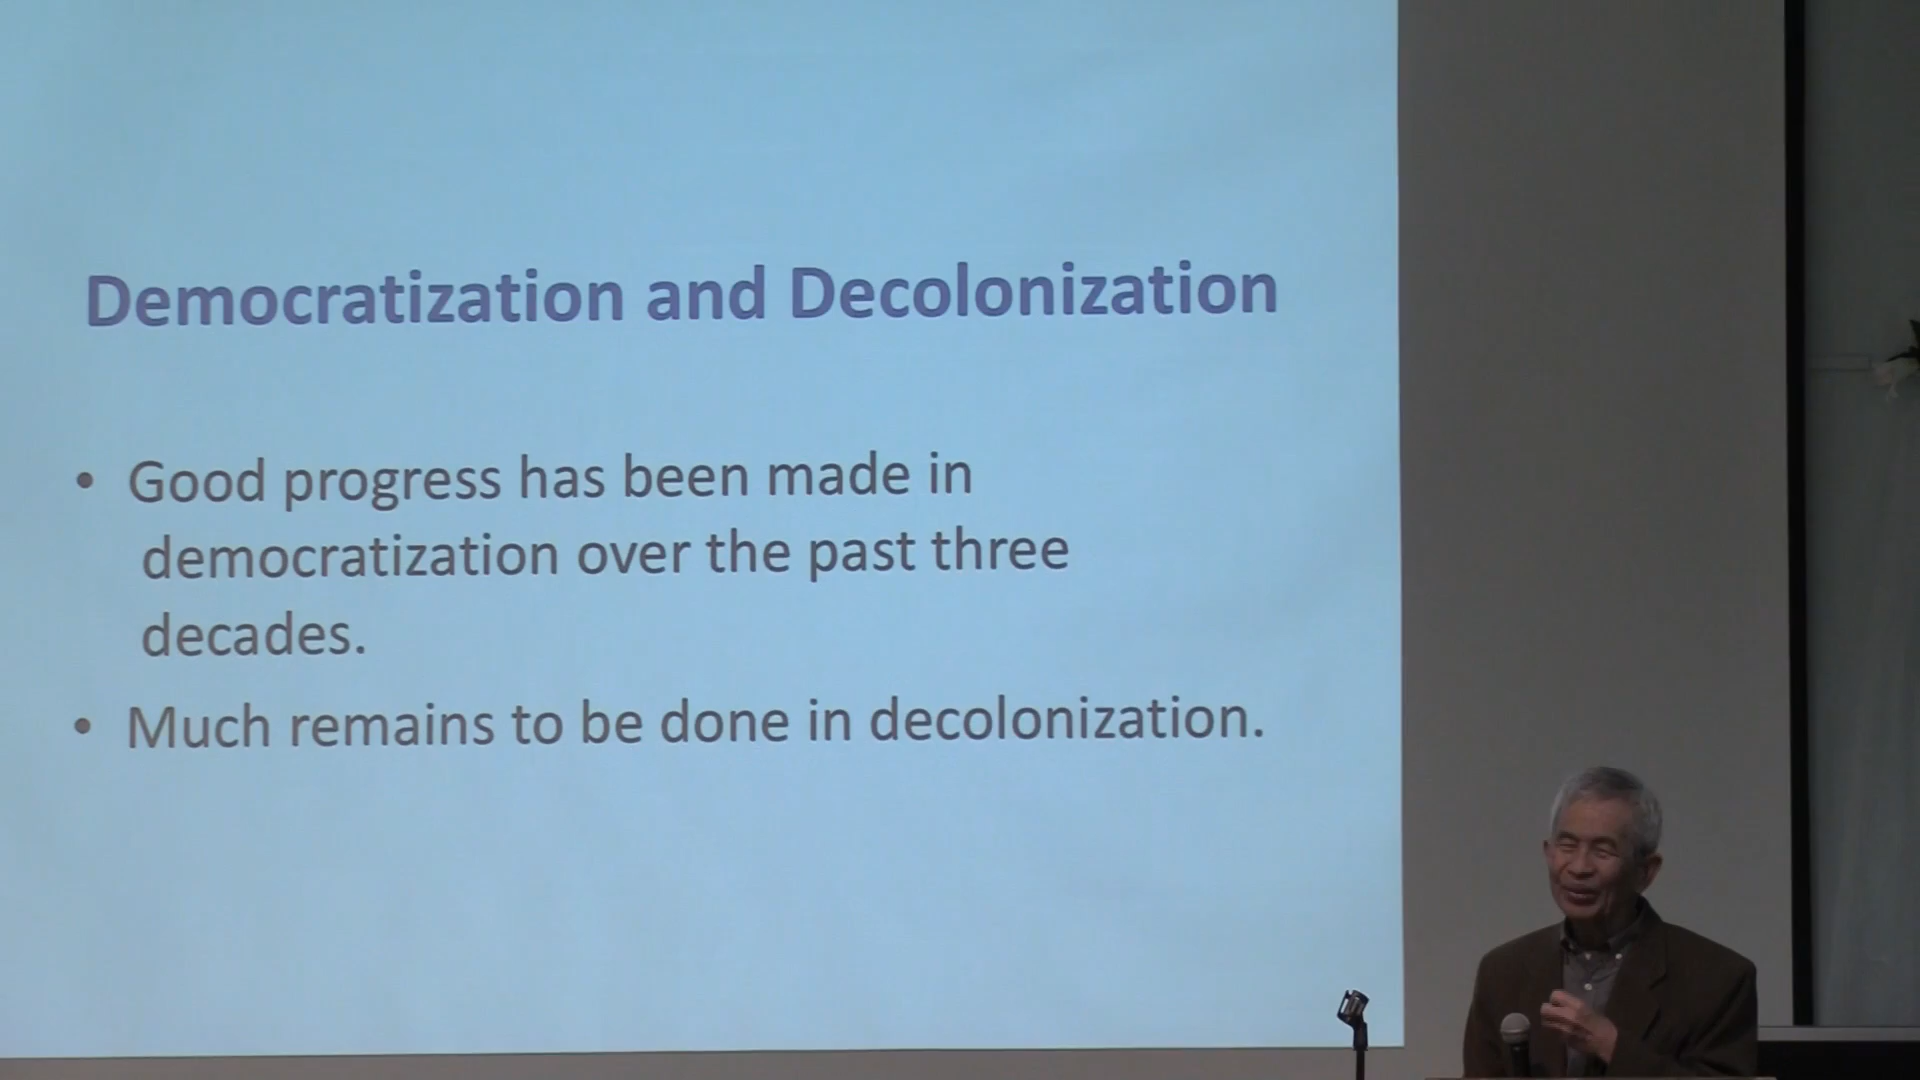 Democratization and Decolonization
• Good progress has been made in
democratization over the past three
decades.
• Much remains to be done in decolonization.